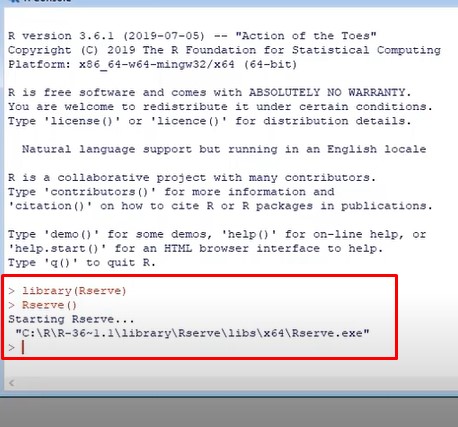 R version 3.6.1 (2019-07-05) -- "Action of the Toes"
Copyright (C) 2019 The R Foundation for Statistical Computing
Platform: x86_64-w64-mingw32/x64 (64-bit)
R is free software and comes with ABSOLUTELY NO WARRANTY.
You are welcome to redistribute it under certain conditions.
Type 'license()' or 'licence()' for distribution details.
Natural language support but running in an English locale
R is a collaborative project with many contributors.
Type 'contributors()' for more information and
'citation()' on how to cite R or R packages in publications.
Type 'demo()' for some demos, 'help()' for on-line help, or
'help.start()' for an HTML browser interface to help.
Type 'q()' to quit R.
> library(Rserve)
> Rserve()
Starting Rserve...
"C:\R\R-36~1.1\library\Rserve\libs\x64\Rserve.exe"
>